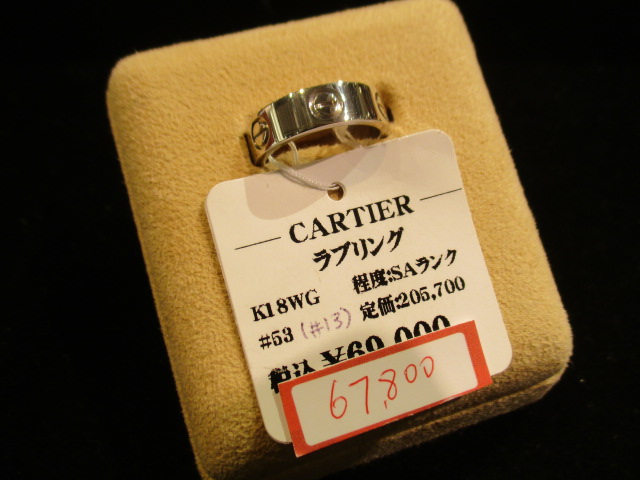 CARTIER
ラブリング
K18WG 程度:SAランク
#53 (#13) 定価:205,700
税込 ¥69,000
67,800